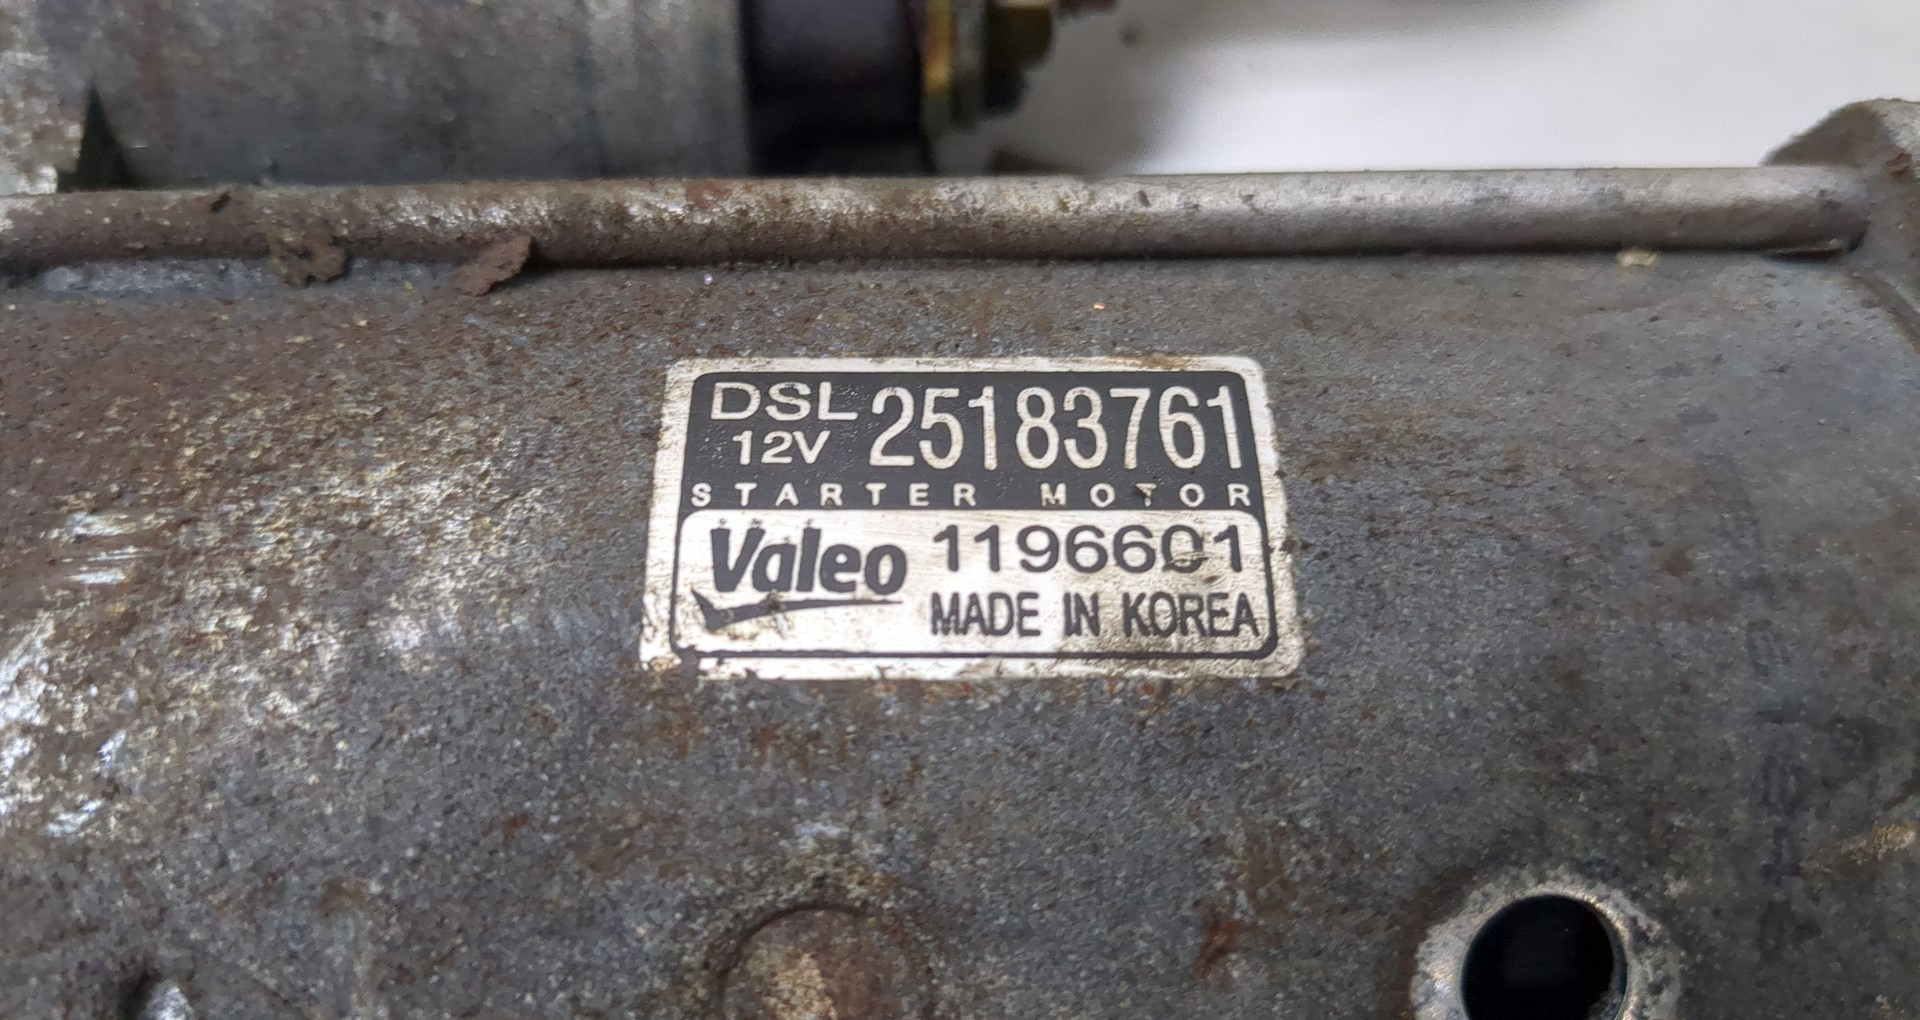 DSL 25183761
12V
STARTER MOTOR
Valeo 1196601
MADE IN KOREA